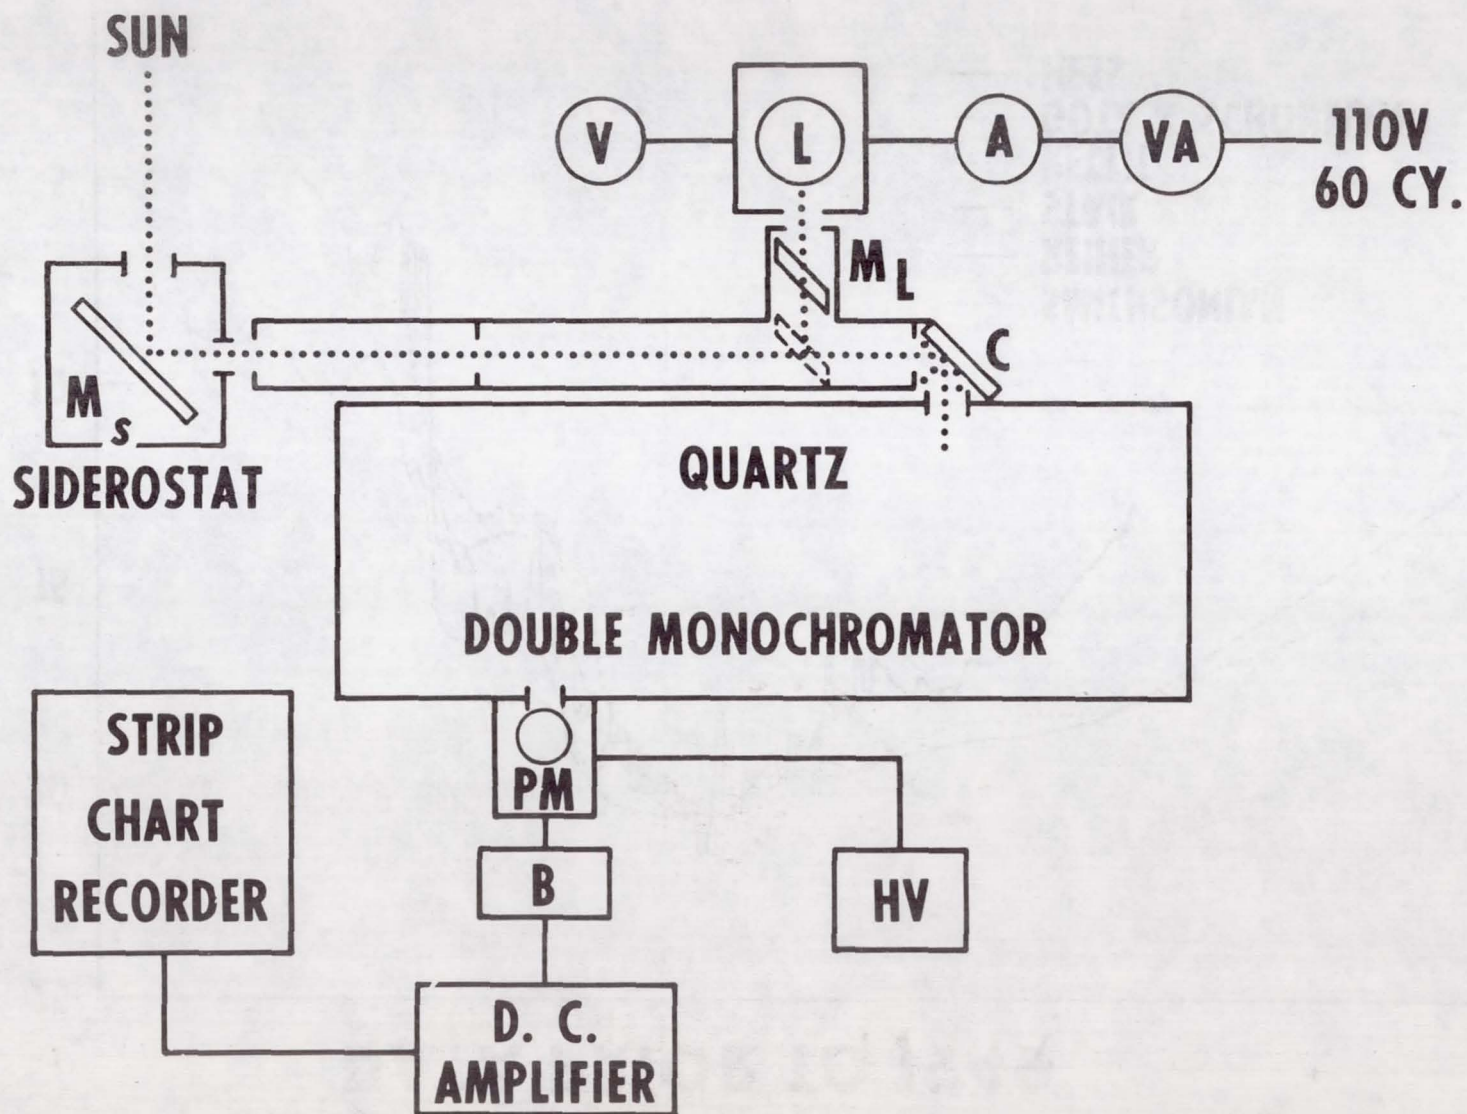 SUN
V
L
A
VA
110V
60 CY.
M L
C
M s
SIDEROSTAT
QUARTZ
DOUBLE MONOCHROMATOR
STRIP
CHART
RECORDER
PM
B
HV
D. C.
AMPLIFIER